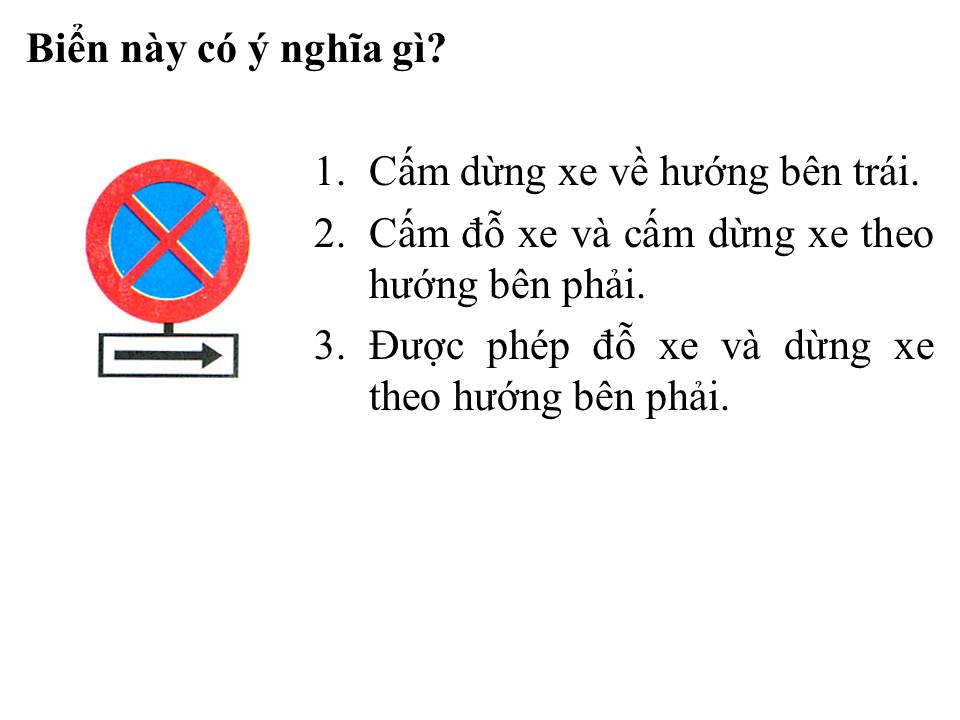 Biển này có ý nghĩa gì?
1. Cấm dừng xe về hướng bên trái.
2. Cấm đỗ xe và cấm dừng xe theo
hướng bên phải.
3. Được phép đỗ xe và dừng xe
theo hướng bên phải.